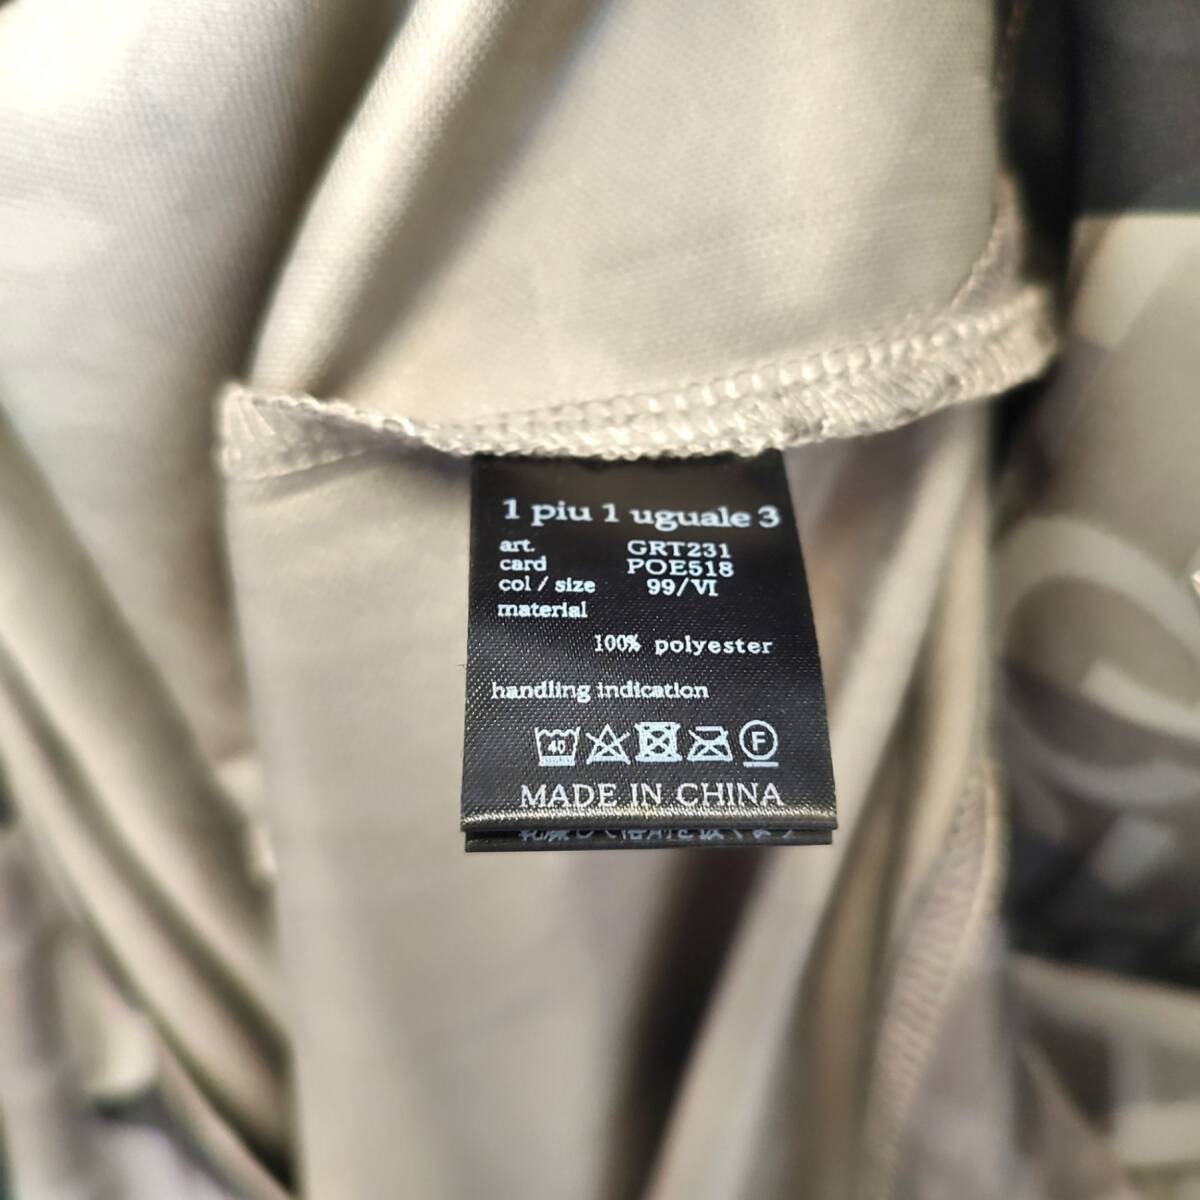 1 piu 1 uguale 3
art. GRT231
card POE518
col / size 99/VI
material
100% polyester
handling indication
40 F
MADE IN CHINA